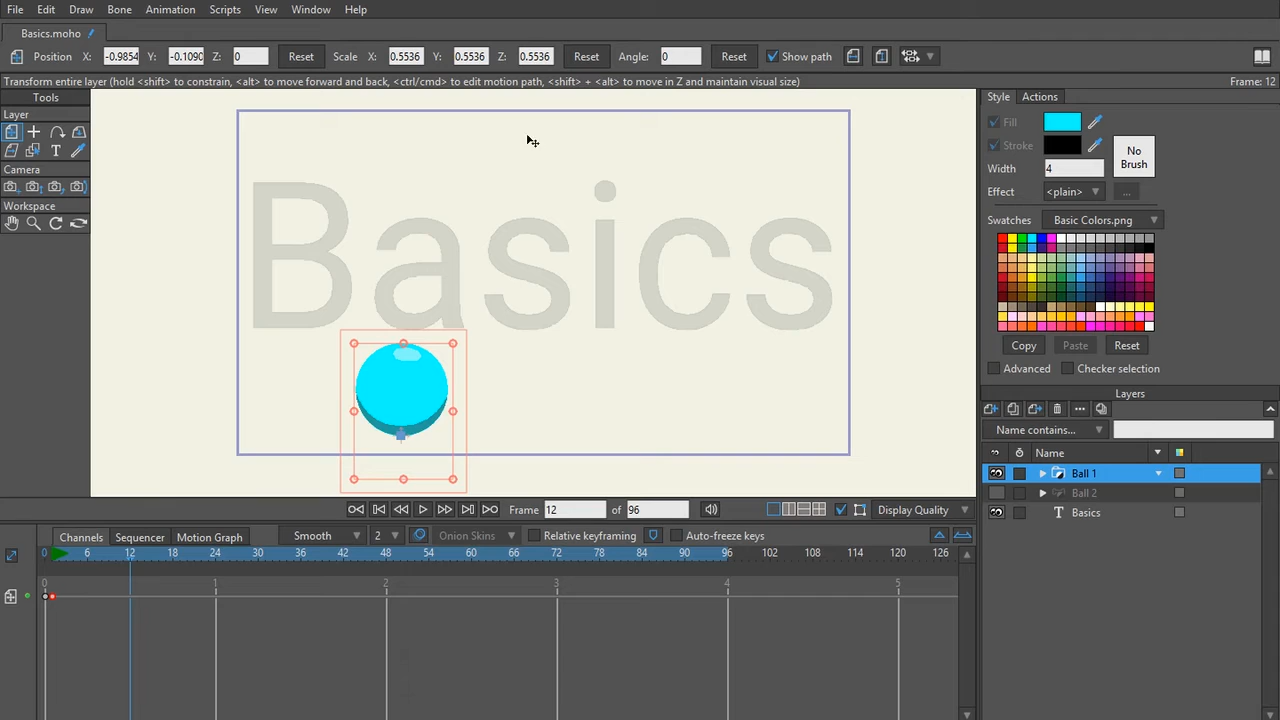 File Edit Draw Bone Animation Scripts View Window Help
Basics.moho
Position X: -0.9854 Y: -0.1090 Z: 0 Reset Scale X: 0.5536 Y: 0.5536 Z: 0.5536 Reset Angle: 0 Reset Show path
Transform entire layer (hold <shift> to constrain, <alt> to move forward and back, <ctrl/cmd> to edit motion path, <shift> + <alt> to move in Z and maintain visual size) Frame: 12
Tools
Layer
T
Camera
Workspace
Basics
Style Actions
Fill
Stroke
No Brush
Width 4
Effect <plain> ...
Swatches Basic Colors.png
Copy Paste Reset
Advanced Checker selection
Layers
Name contains...
Name
Ball 1
Ball 2
T Basics
Frame 12 of 96 Display Quality
Channels Sequencer Motion Graph Smooth 2 Onion Skins Relative keyframing Auto-freeze keys
0 6 12 18 24 30 36 42 48 54 60 66 72 78 84 90 96 102 108 114 120 126
0 1 2 3 4 5